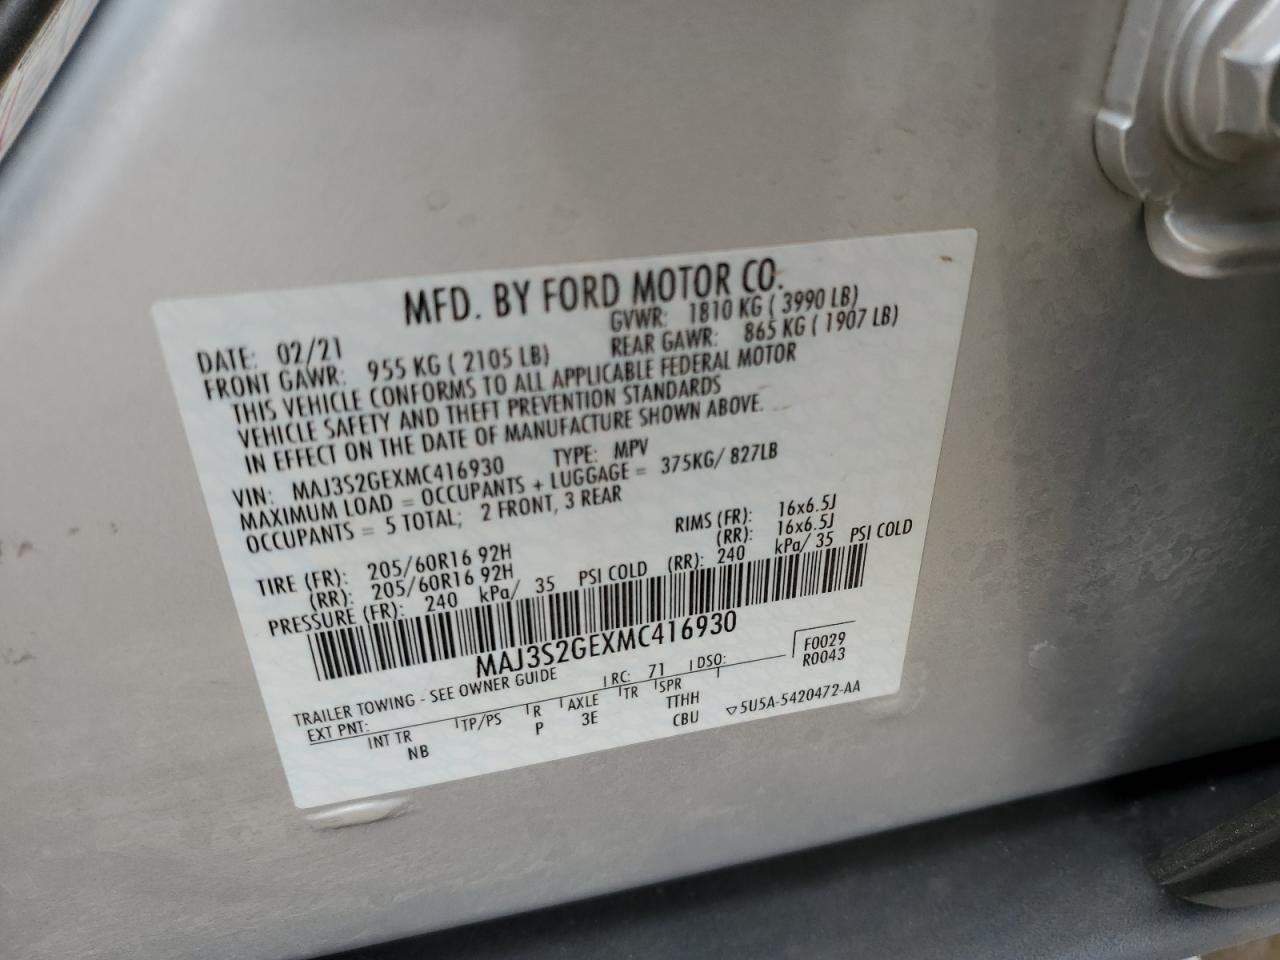 MFD. BY FORD MOTOR CO.
DATE: 02/21 GVWR: 1810 KG ( 3990 LB)
FRONT GAWR: 955 KG ( 2105 LB) REAR GAWR: 865 KG ( 1907 LB)
THIS VEHICLE CONFORMS TO ALL APPLICABLE FEDERAL MOTOR
VEHICLE SAFETY AND THEFT PREVENTION STANDARDS
IN EFFECT ON THE DATE OF MANUFACTURE SHOWN ABOVE.
VIN: MAJ3S2GEXMC416930 TYPE: MPV
MAXIMUM LOAD = OCCUPANTS + LUGGAGE = 375KG/ 827LB
OCCUPANTS = 5 TOTAL; 2 FRONT, 3 REAR
TIRE (FR): 205/60R16 92H RIMS (FR): 16x6.5J
(RR): 205/60R16 92H (RR): 16x6.5J
PRESSURE (FR): 240 kPa/ 35 PSI COLD (RR): 240 kPa/ 35 PSI COLD
MAJ3S2GEXMC416930
TRAILER TOWING - SEE OWNER GUIDE F0029
EXT PNT: RC: 71 DSO: R0043
INT TR TP/PS R AXLE TR SPR
NB P 3E TTHH
CBU ▽5U5A-5420472-AA